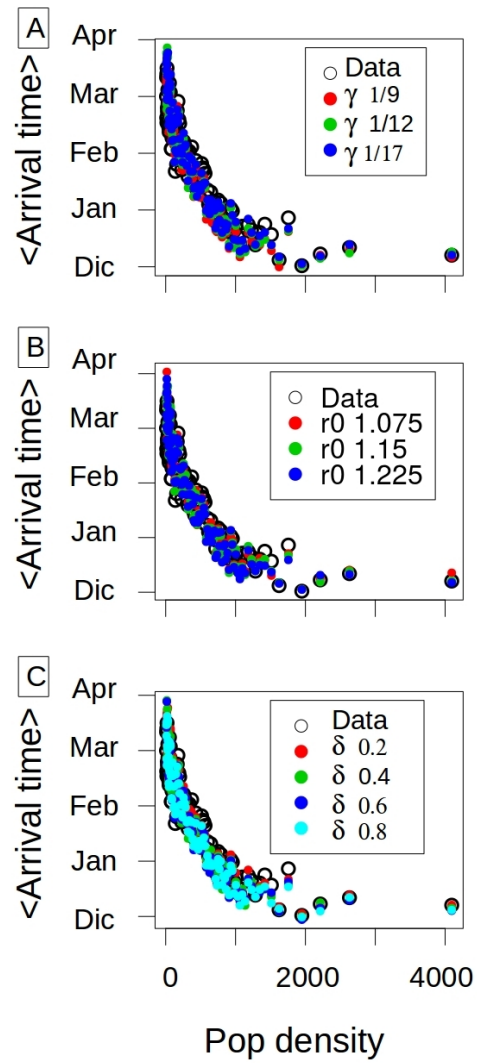 A
<Arrival time>
Apr
Mar
Feb
Jan
Dic
Data
γ 1/9
γ 1/12
γ 1/17
B
<Arrival time>
Apr
Mar
Feb
Jan
Dic
Data
r0 1.075
r0 1.15
r0 1.225
C
<Arrival time>
Apr
Mar
Feb
Jan
Dic
Data
δ 0.2
δ 0.4
δ 0.6
δ 0.8
0 2000 4000
Pop density